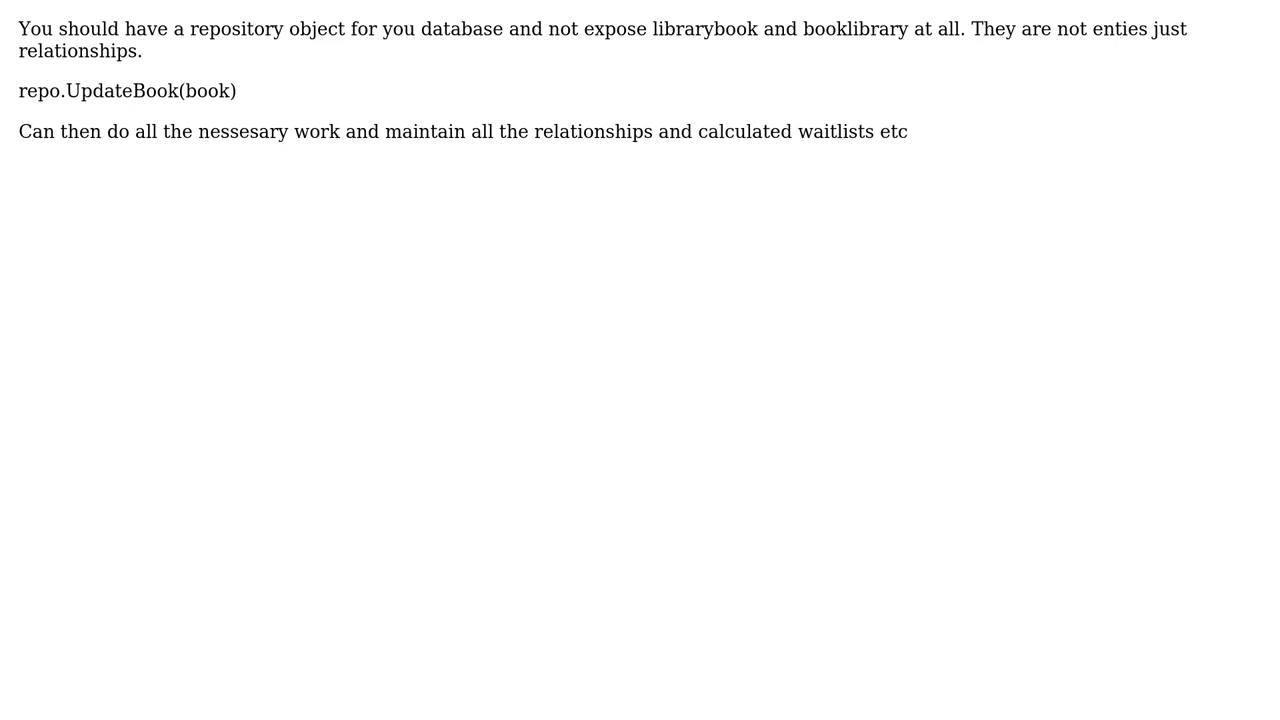 You should have a repository object for you database and not expose librarybook and booklibrary at all. They are not enties just
relationships.
repo.UpdateBook(book)
Can then do all the nessesary work and maintain all the relationships and calculated waitlists etc